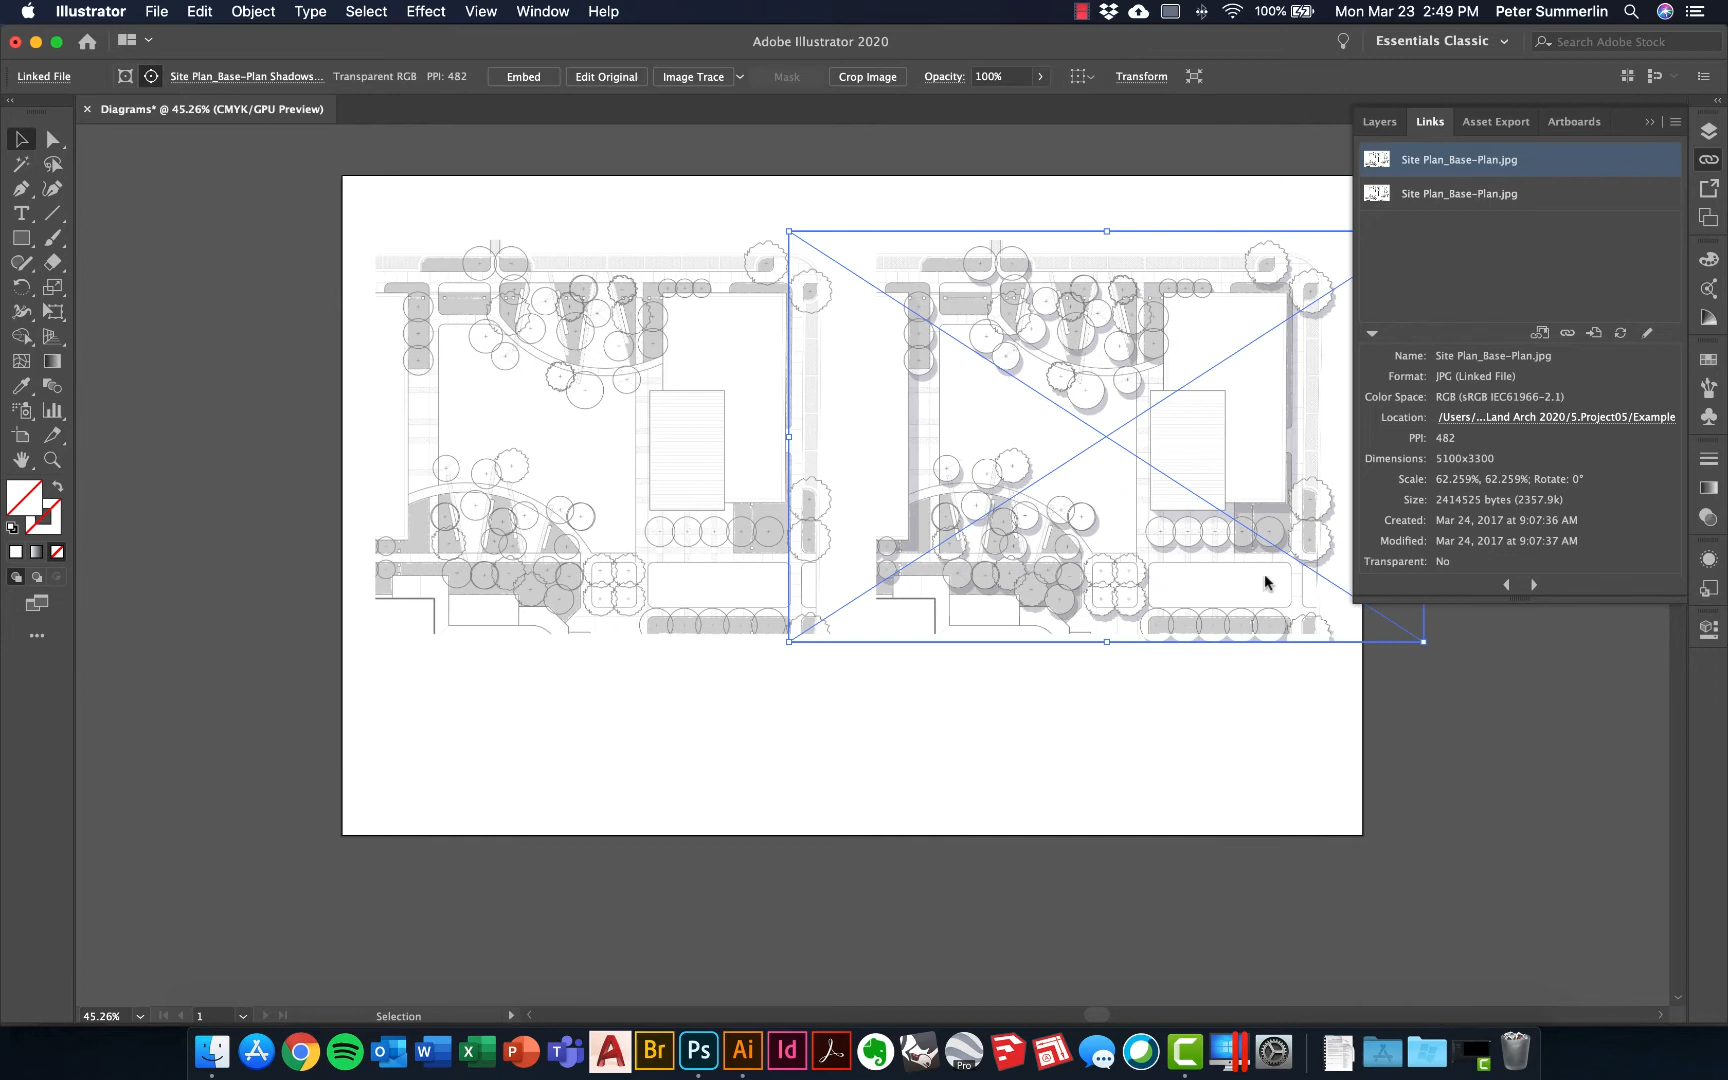 Illustrator File Edit Object Type Select Effect View Window Help 100% Mon Mar 23 2:49 PM Peter Summerlin
Adobe Illustrator 2020 Essentials Classic Search Adobe Stock
Linked File Site Plan_Base-Plan Shadows... Transparent RGB PPI: 482 Embed Edit Original Image Trace Mask Crop Image Opacity: 100% Transform
Diagrams* @ 45.26% (CMYK/GPU Preview)
Layers Links Asset Export Artboards
Site Plan_Base-Plan.jpg
Site Plan_Base-Plan.jpg
Name: Site Plan_Base-Plan.jpg
Format: JPG (Linked File)
Color Space: RGB (sRGB IEC61966-2.1)
Location: /Users/...Land Arch 2020/5.Project05/Example
PPI: 482
Dimensions: 5100x3300
Scale: 62.259%, 62.259%; Rotate: 0°
Size: 2414525 bytes (2357.9k)
Created: Mar 24, 2017 at 9:07:36 AM
Modified: Mar 24, 2017 at 9:07:37 AM
Transparent: No
45.26% 1 Selection
Br Ps Ai Id
Pro